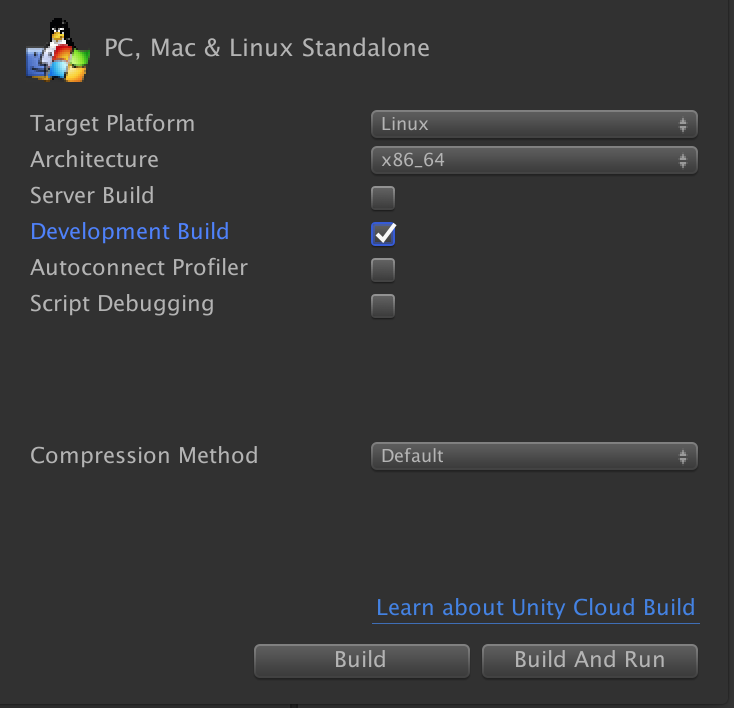 PC, Mac & Linux Standalone
Target Platform Linux
Architecture x86_64
Server Build
Development Build
Autoconnect Profiler
Script Debugging
Compression Method Default
Learn about Unity Cloud Build
Build Build And Run